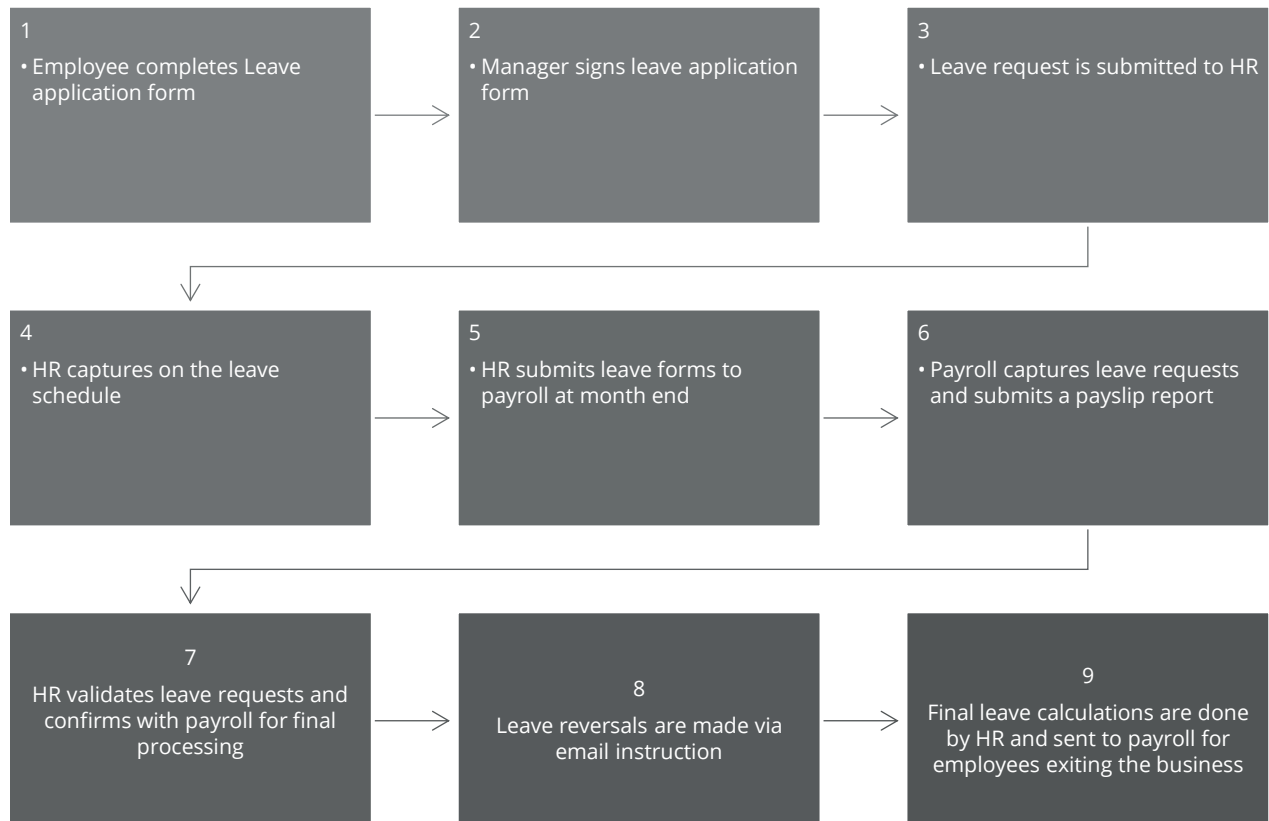 1
• Employee completes Leave
application form
2
• Manager signs leave application
form
3
• Leave request is submitted to HR
4
• HR captures on the leave
schedule
5
• HR submits leave forms to
payroll at month end
6
• Payroll captures leave requests
and submits a payslip report
7
HR validates leave requests and
confirms with payroll for final
processing
8
Leave reversals are made via
email instruction
9
Final leave calculations are done
by HR and sent to payroll for
employees exiting the business